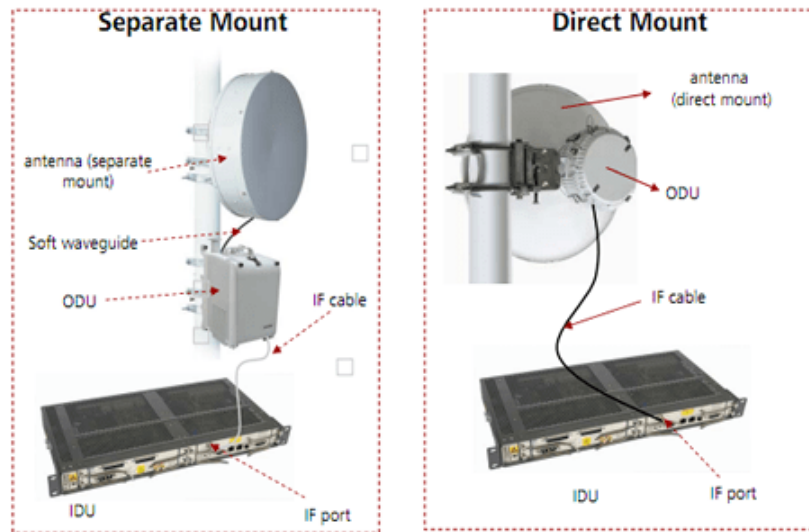 Separate Mount
antenna (separate
mount)
Soft waveguide
ODU
IF cable
IDU
IF port
Direct Mount
antenna
(direct mount)
ODU
IF cable
IDU
IF port